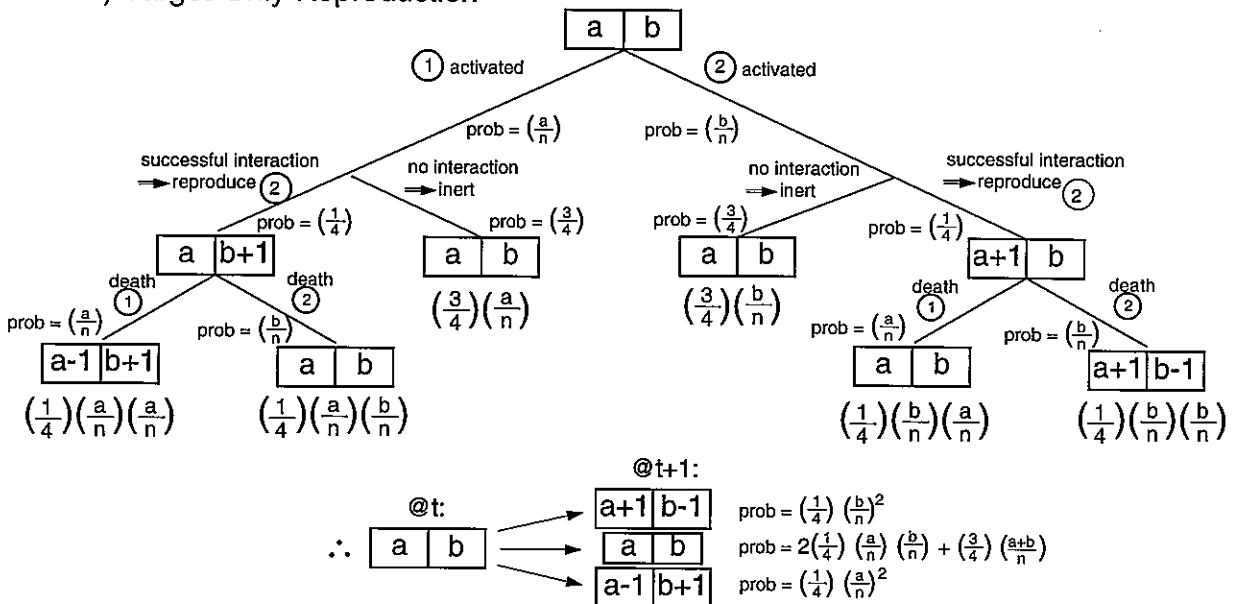 ) Target Only Reproduction
a b
① activated ② activated
prob = (a/n) prob = (b/n)
successful interaction no interaction no interaction successful interaction
⇒ reproduce ② ⇒ inert ⇒ inert ⇒ reproduce ②
prob = (1/4) prob = (3/4) prob = (3/4) prob = (1/4)
a b+1 a b a b a+1 b
(3/4)(a/n) (3/4)(b/n)
death ① death ② death ① death ②
prob = (a/n) prob = (b/n) prob = (a/n) prob = (b/n)
a-1 b+1 a b a b a+1 b-1
(1/4)(a/n)(a/n) (1/4)(a/n)(b/n) (1/4)(b/n)(a/n) (1/4)(b/n)(b/n)
@t+1:
@t:
a+1 b-1 prob = (1/4) (b/n)²
∴ a b a b prob = 2(1/4) (a/n) (b/n) + (3/4) (a+b/n)
a-1 b+1 prob = (1/4) (a/n)²